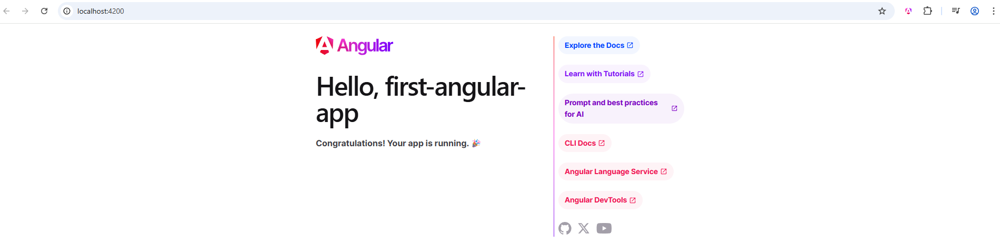 localhost:4200
Angular
Hello, first-angular-
app
Congratulations! Your app is running. 🎉
Explore the Docs
Learn with Tutorials
Prompt and best practices
for AI
CLI Docs
Angular Language Service
Angular DevTools